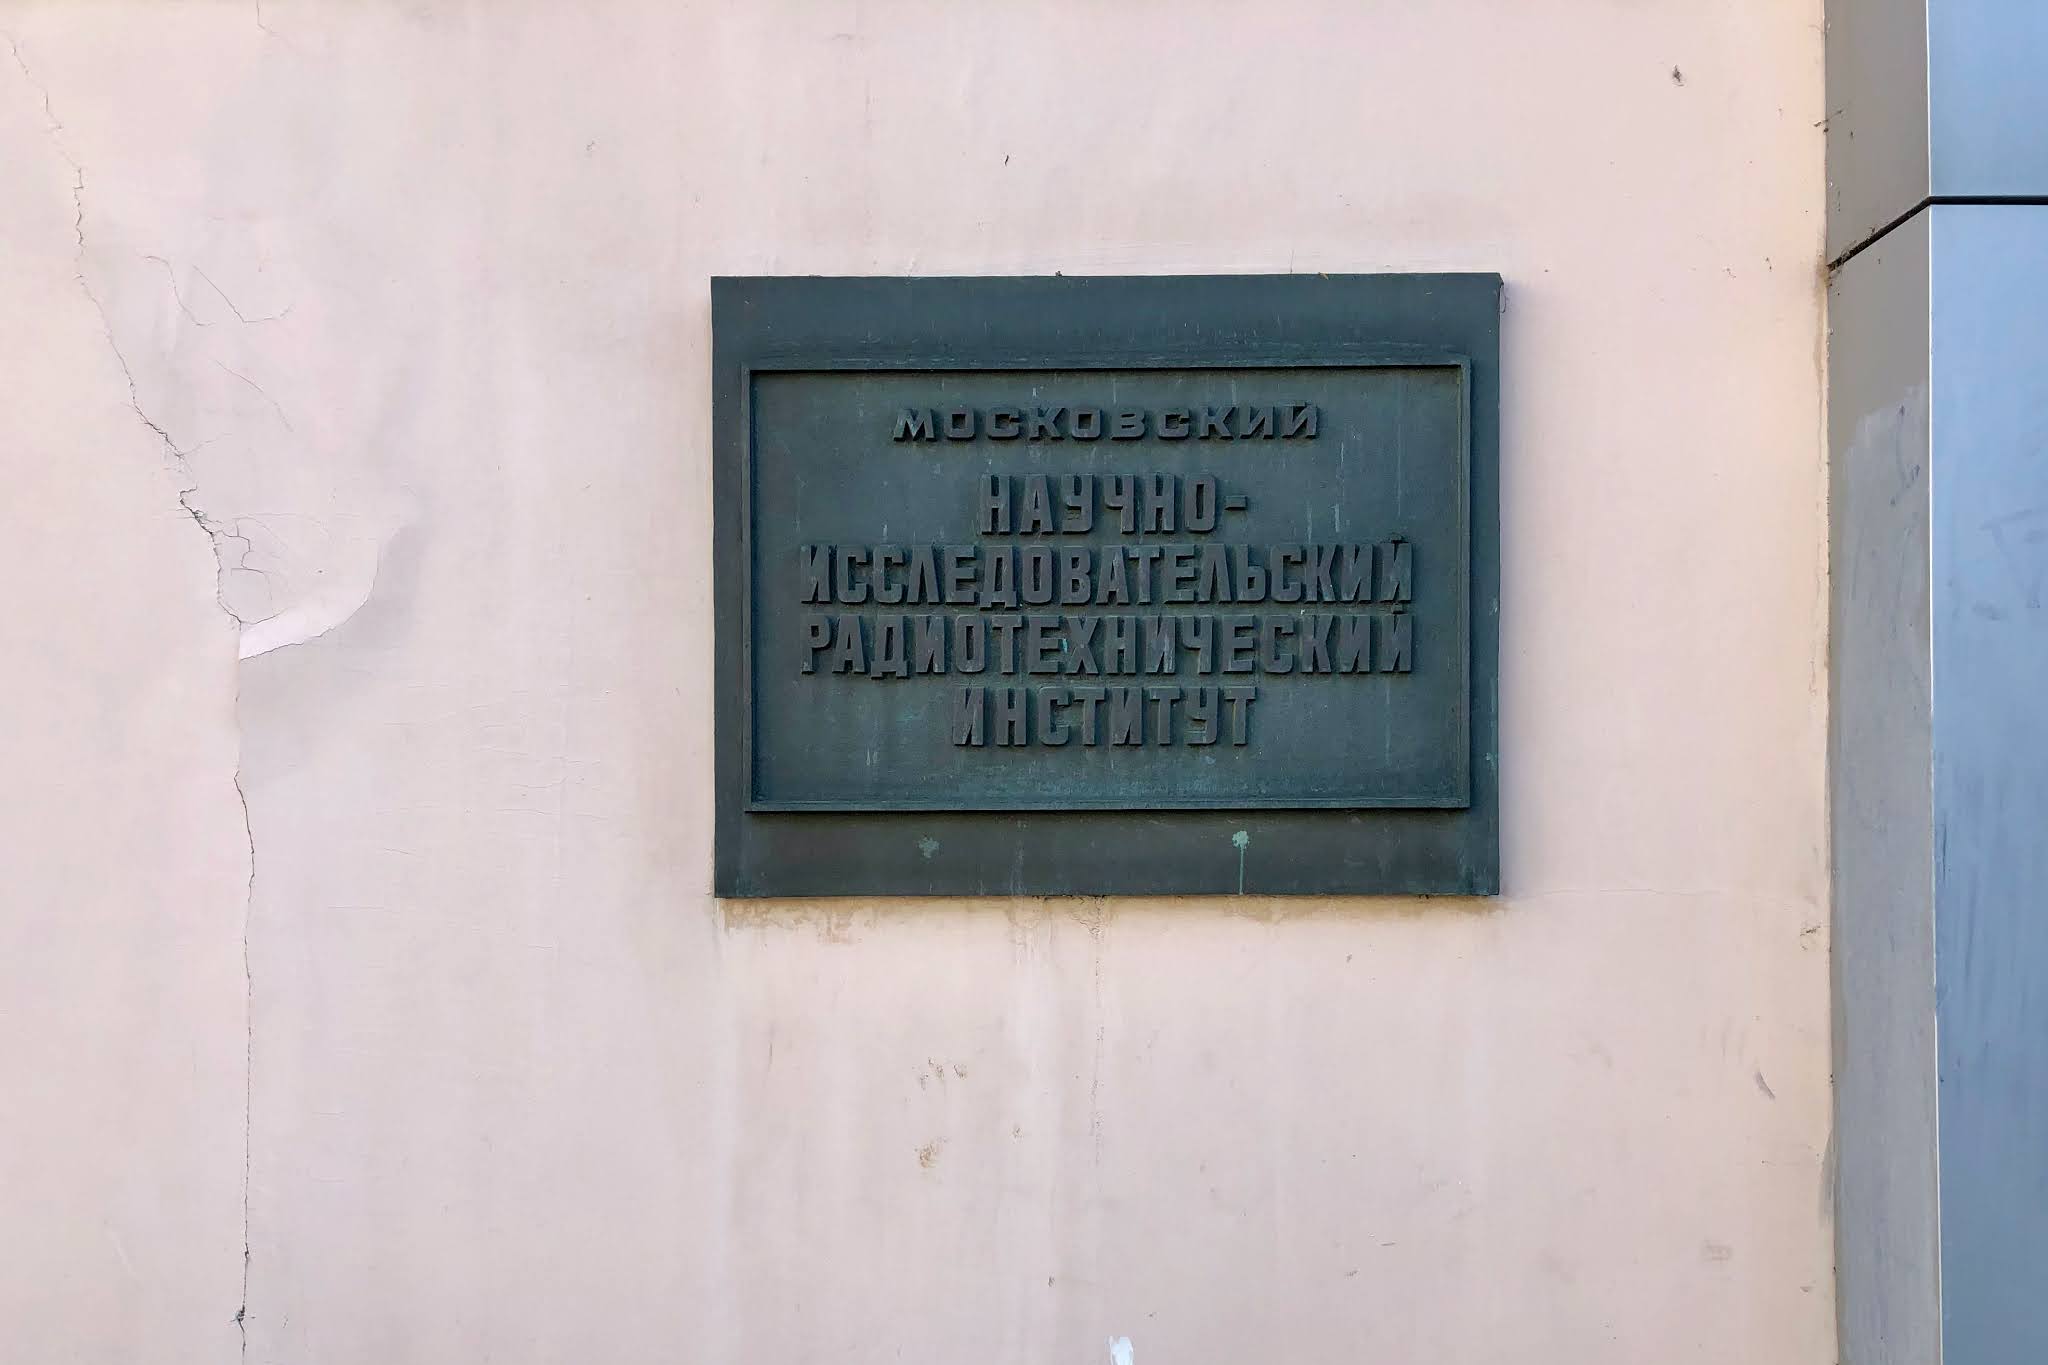 МОСКОВСКИЙ
НАУЧНО-
ИССЛЕДОВАТЕЛЬСКИЙ
РАДИОТЕХНИЧЕСКИЙ
ИНСТИТУТ